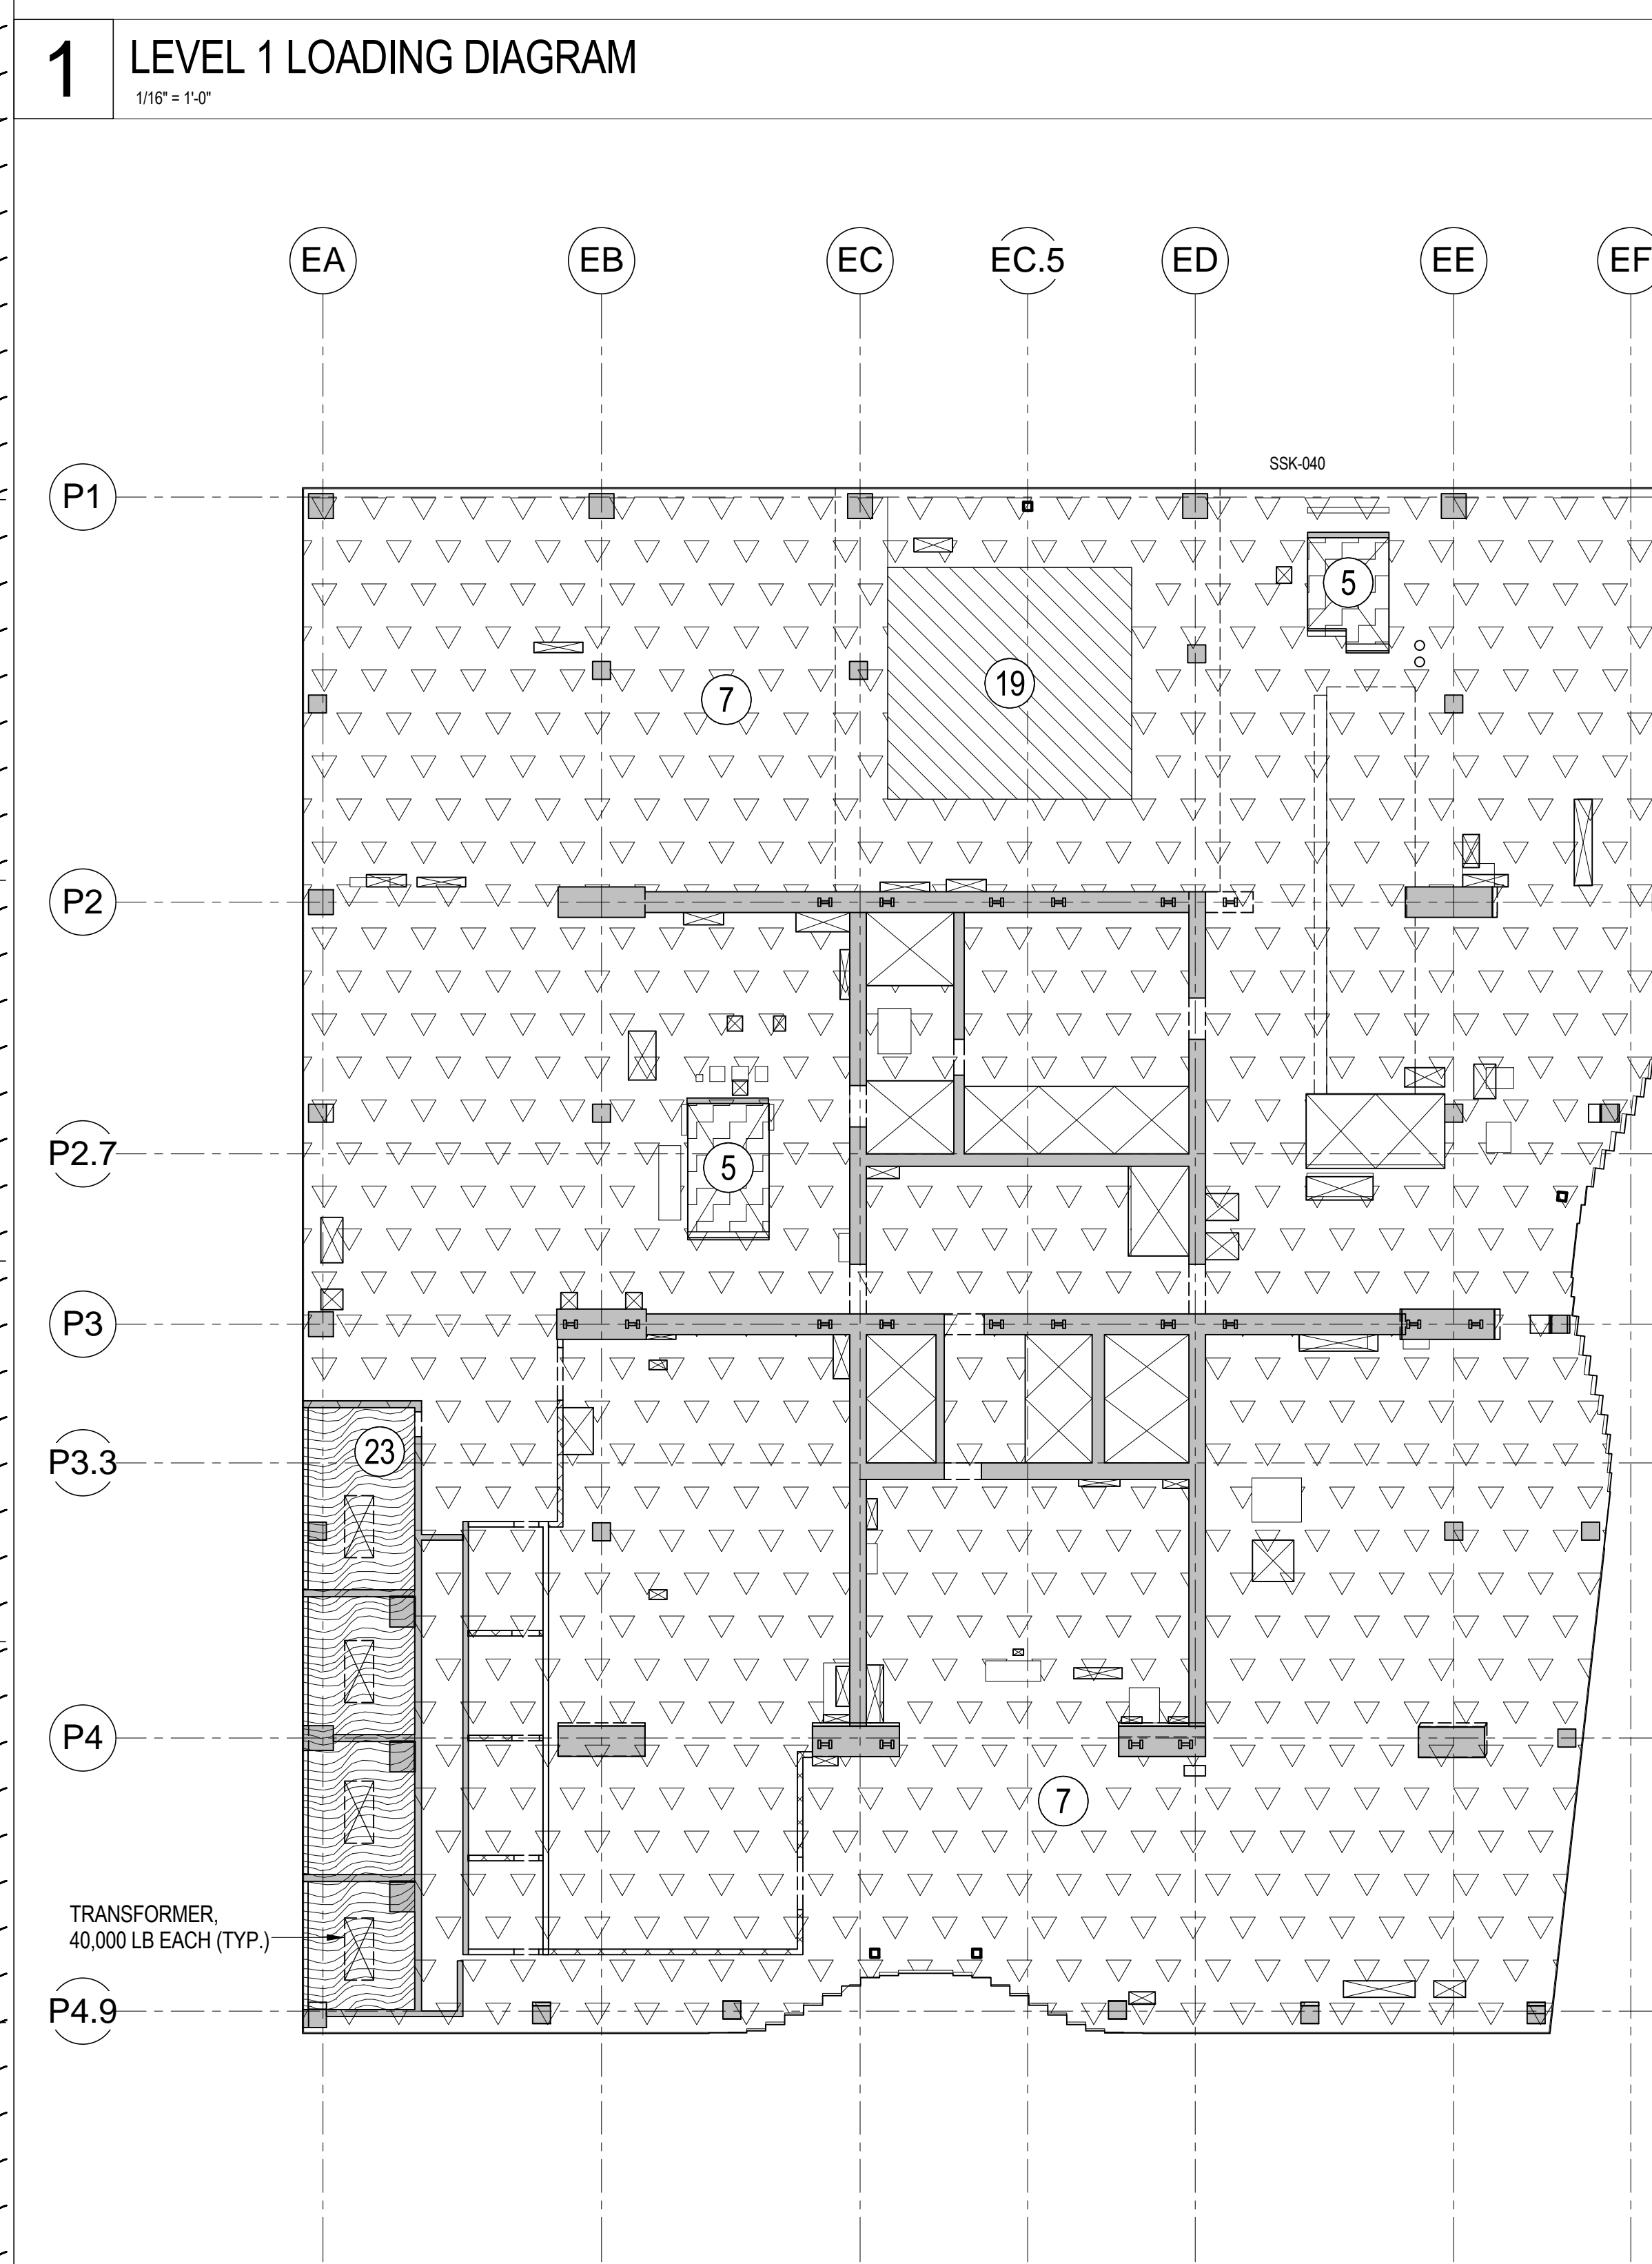 1
LEVEL 1 LOADING DIAGRAM
1/16" = 1'-0"
EA
EB
EC
EC.5
ED
EE
EF
SSK-040
P1
5
19
7
P2
P2.7
5
P3
23
P3.3
P4
7
TRANSFORMER,
40,000 LB EACH (TYP.)
P4.9